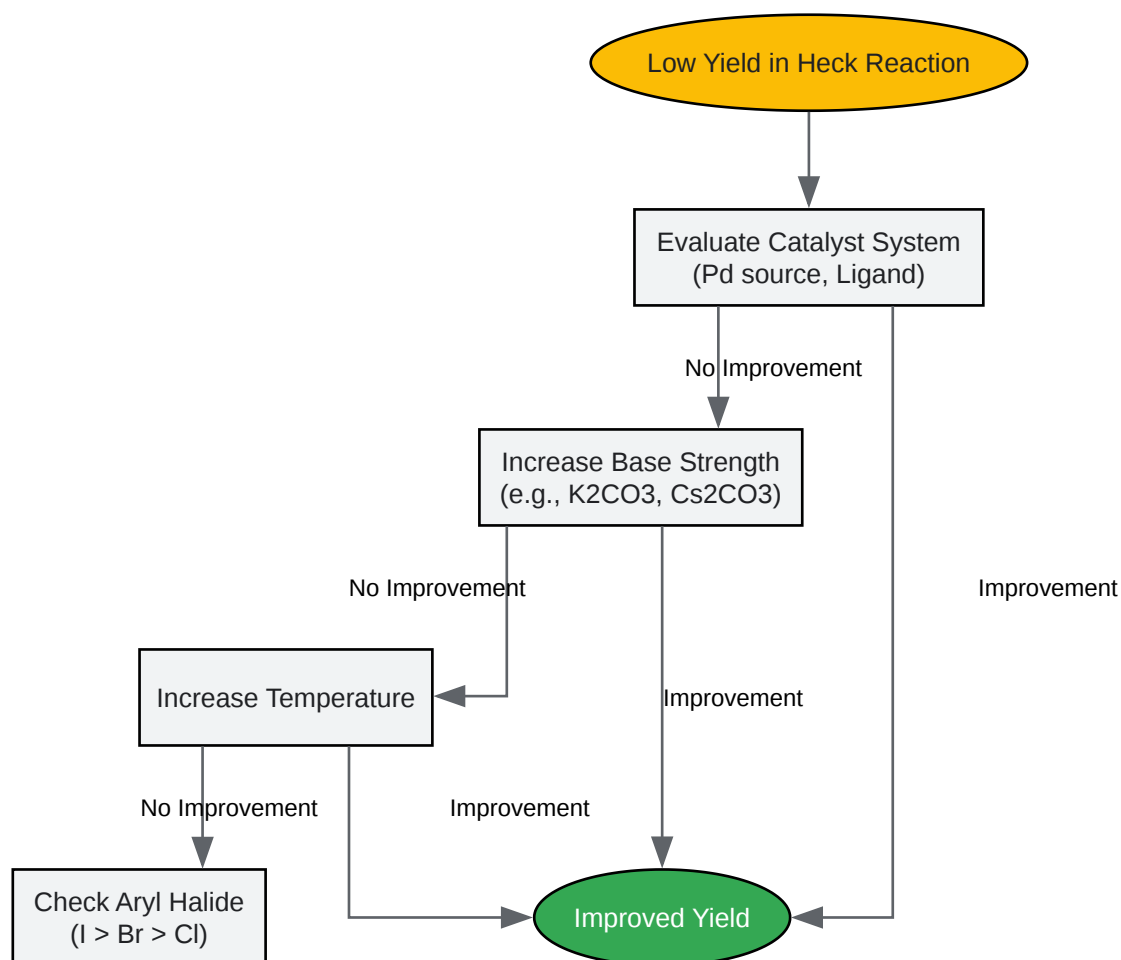 Low Yield in Heck Reaction
Evaluate Catalyst System
(Pd source, Ligand)
No Improvement
Increase Base Strength
(e.g., K2CO3, Cs2CO3)
No Improvement
Improvement
Increase Temperature
Improvement
No Improvement
Improvement
Check Aryl Halide
(I > Br > Cl)
Improved Yield